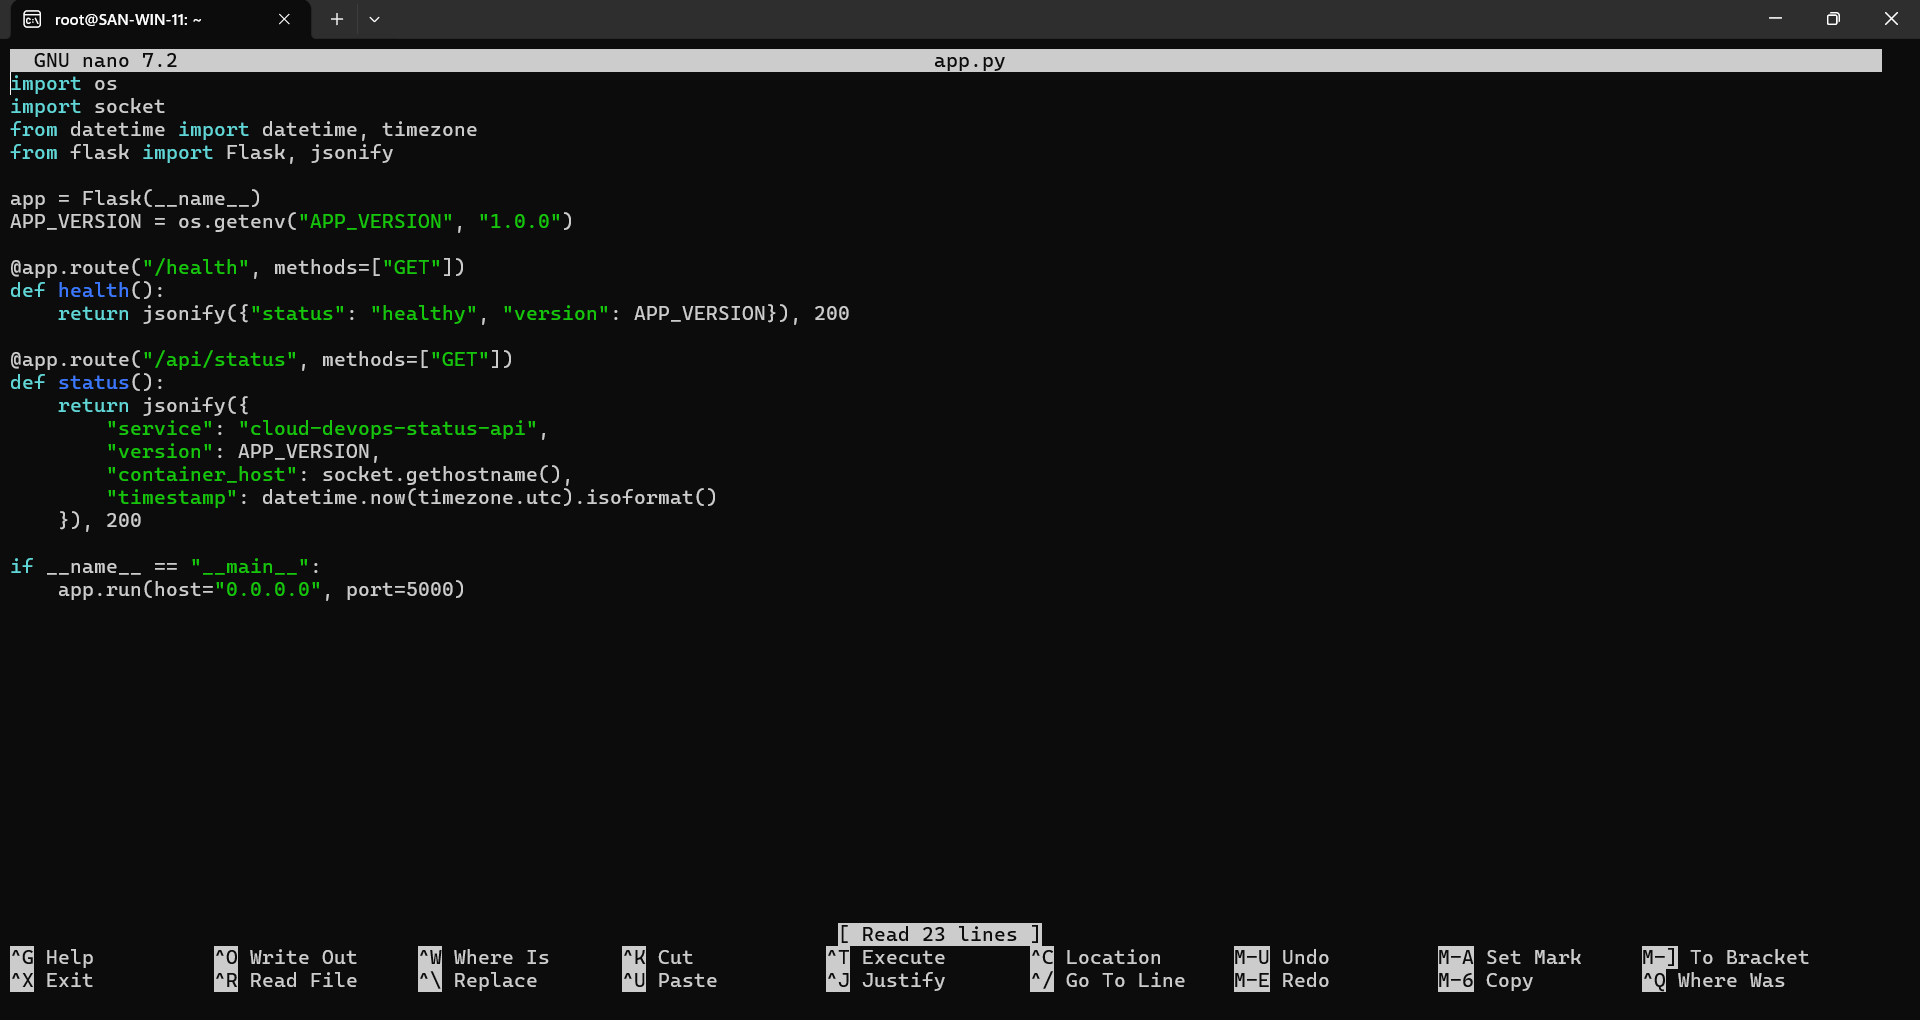 root@SAN-WIN-11: ~
GNU nano 7.2 app.py
import os
import socket
from datetime import datetime, timezone
from flask import Flask, jsonify

app = Flask(__name__)
APP_VERSION = os.getenv("APP_VERSION", "1.0.0")

@app.route("/health", methods=["GET"])
def health():
    return jsonify({"status": "healthy", "version": APP_VERSION}), 200

@app.route("/api/status", methods=["GET"])
def status():
    return jsonify({
        "service": "cloud-devops-status-api",
        "version": APP_VERSION,
        "container_host": socket.gethostname(),
        "timestamp": datetime.now(timezone.utc).isoformat()
    }), 200

if __name__ == "__main__":
    app.run(host="0.0.0.0", port=5000)

[ Read 23 lines ]
^G Help ^O Write Out ^W Where Is ^K Cut ^T Execute ^C Location M-U Undo M-A Set Mark M-] To Bracket
^X Exit ^R Read File ^\ Replace ^U Paste ^J Justify ^/ Go To Line M-E Redo M-6 Copy ^Q Where Was